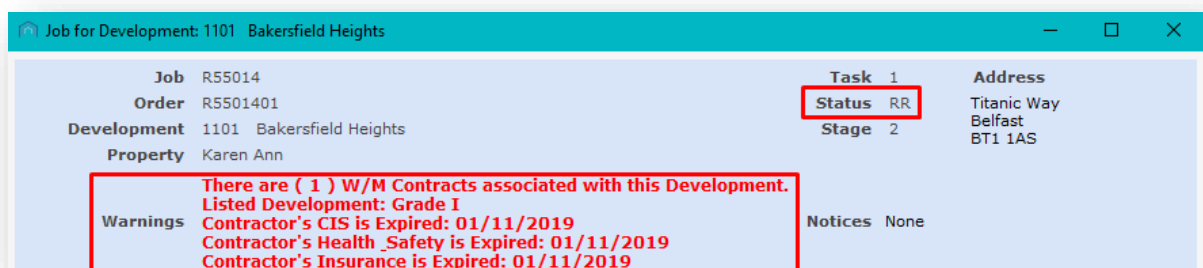 Job for Development: 1101 Bakersfield Heights
Job R55014 Task 1 Address
Order R5501401 Status RR Titanic Way
Development 1101 Bakersfield Heights Stage 2 Belfast
BT1 1AS
Property Karen Ann
There are ( 1 ) W/M Contracts associated with this Development.
Listed Development: Grade I
Warnings Contractor's CIS is Expired: 01/11/2019 Notices None
Contractor's Health _Safety is Expired: 01/11/2019
Contractor's Insurance is Expired: 01/11/2019